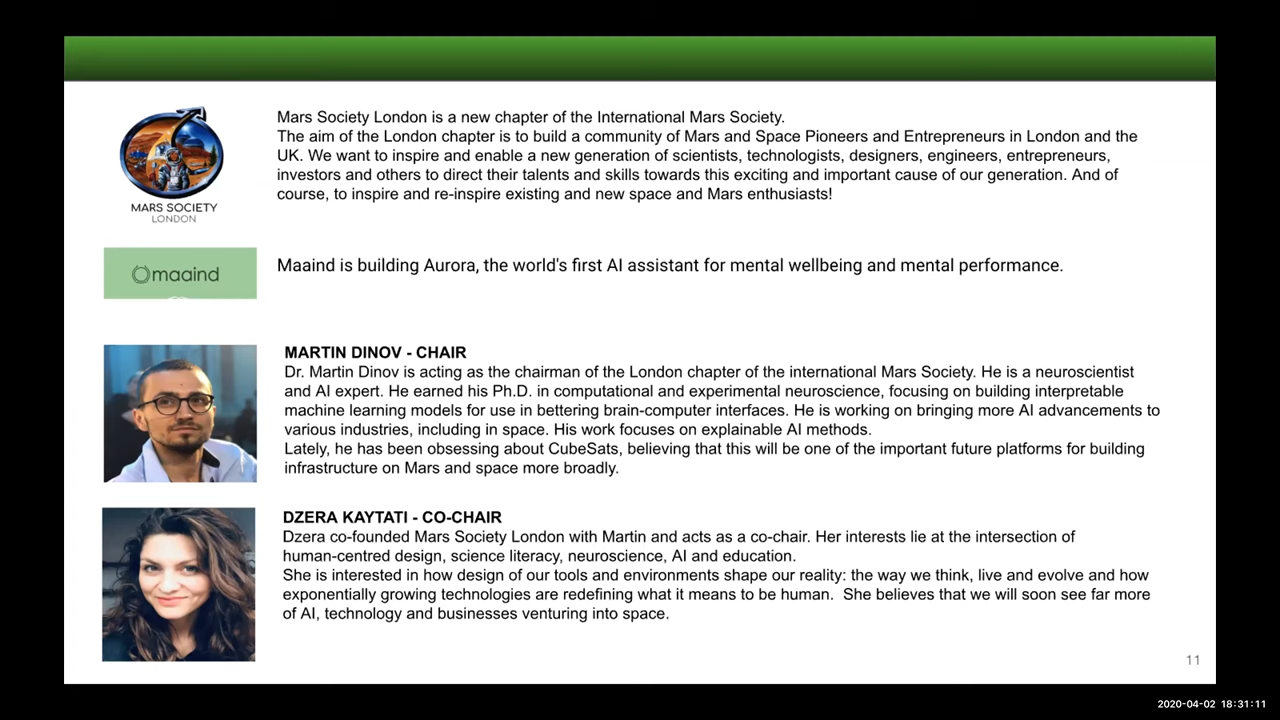 Mars Society London is a new chapter of the International Mars Society.
The aim of the London chapter is to build a community of Mars and Space Pioneers and Entrepreneurs in London and the
UK. We want to inspire and enable a new generation of scientists, technologists, designers, engineers, entrepreneurs,
investors and others to direct their talents and skills towards this exciting and important cause of our generation. And of
course, to inspire and re-inspire existing and new space and Mars enthusiasts!
MARS SOCIETY
LONDON
maaind
Maaind is building Aurora, the world's first AI assistant for mental wellbeing and mental performance.
MARTIN DINOV - CHAIR
Dr. Martin Dinov is acting as the chairman of the London chapter of the international Mars Society. He is a neuroscientist
and AI expert. He earned his Ph.D. in computational and experimental neuroscience, focusing on building interpretable
machine learning models for use in bettering brain-computer interfaces. He is working on bringing more AI advancements to
various industries, including in space. His work focuses on explainable AI methods.
Lately, he has been obsessing about CubeSats, believing that this will be one of the important future platforms for building
infrastructure on Mars and space more broadly.
DZERA KAYTATI - CO-CHAIR
Dzera co-founded Mars Society London with Martin and acts as a co-chair. Her interests lie at the intersection of
human-centred design, science literacy, neuroscience, AI and education.
She is interested in how design of our tools and environments shape our reality: the way we think, live and evolve and how
exponentially growing technologies are redefining what it means to be human.  She believes that we will soon see far more
of AI, technology and businesses venturing into space.
11
2020-04-02 18:31:11